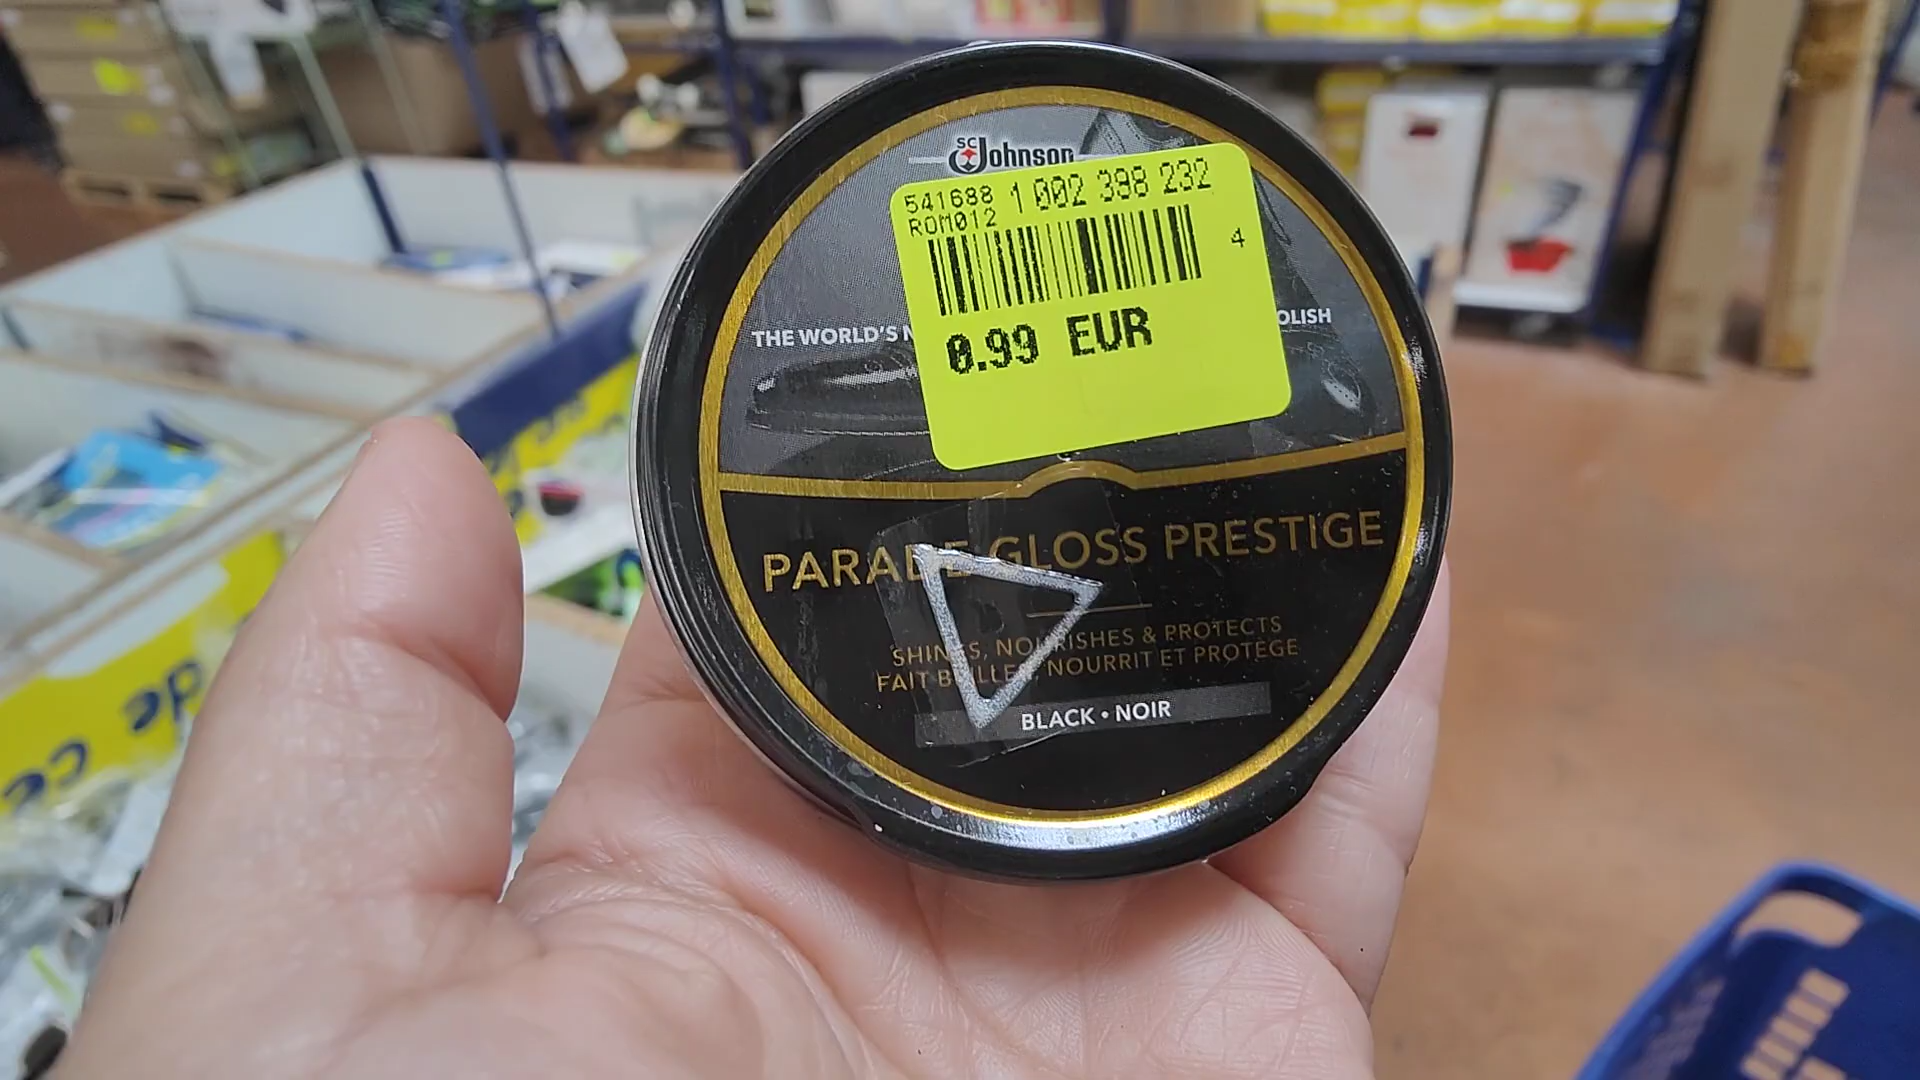 SC Johnson
541688 1 002 398 232
ROM012
4
THE WORLD'S
0.99 EUR
PARADE GLOSS PRESTIGE
SHINES, NOURISHES & PROTECTS
FAIT BRILLER, NOURRIT ET PROTÈGE
BLACK • NOIR
de